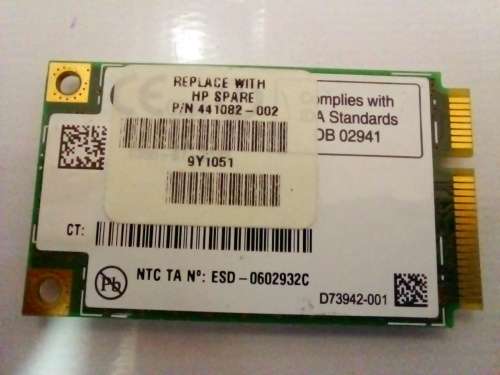 REPLACE WITH
HP SPARE
P/N 441082-002
omplies with
A Standards
DB 02941
9Y1051
CT:
Pb
NTC TA Nº: ESD-0602932C
D73942-001